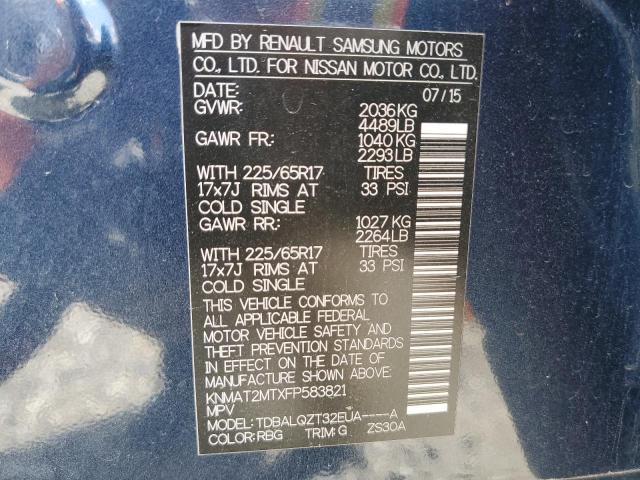 MFD BY RENAULT SAMSUNG MOTORS
CO., LTD. FOR NISSAN MOTOR CO., LTD.
DATE: 07/15
GVWR: 2036KG
4489LB
GAWR FR: 1040KG
2293LB
WITH 225/65R17 TIRES
17x7J RIMS AT 33 PSI
COLD SINGLE
GAWR RR: 1027KG
2264LB
WITH 225/65R17 TIRES
17x7J RIMS AT 33 PSI
COLD SINGLE
THIS VEHICLE CONFORMS TO
ALL APPLICABLE FEDERAL
MOTOR VEHICLE SAFETY AND
THEFT PREVENTION STANDARDS
IN EFFECT ON THE DATE OF
MANUFACTURE SHOWN ABOVE.
KNMAT2MTXFP583821
MPV
MODEL: TDBALQZT32EUA----A
COLOR: RBG TRIM: G ZS30A